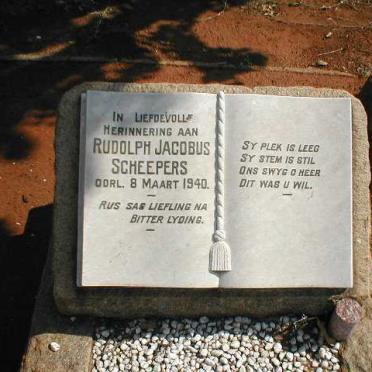 In Liefdevolle
Herinnering aan
Rudolph Jacobus
Scheepers
oorl. 8 Maart 1940.
Rus sag liefling na
bitter lyding.
Sy plek is leeg
Sy stem is stil
Ons swyg o Heer
Dit was U wil.